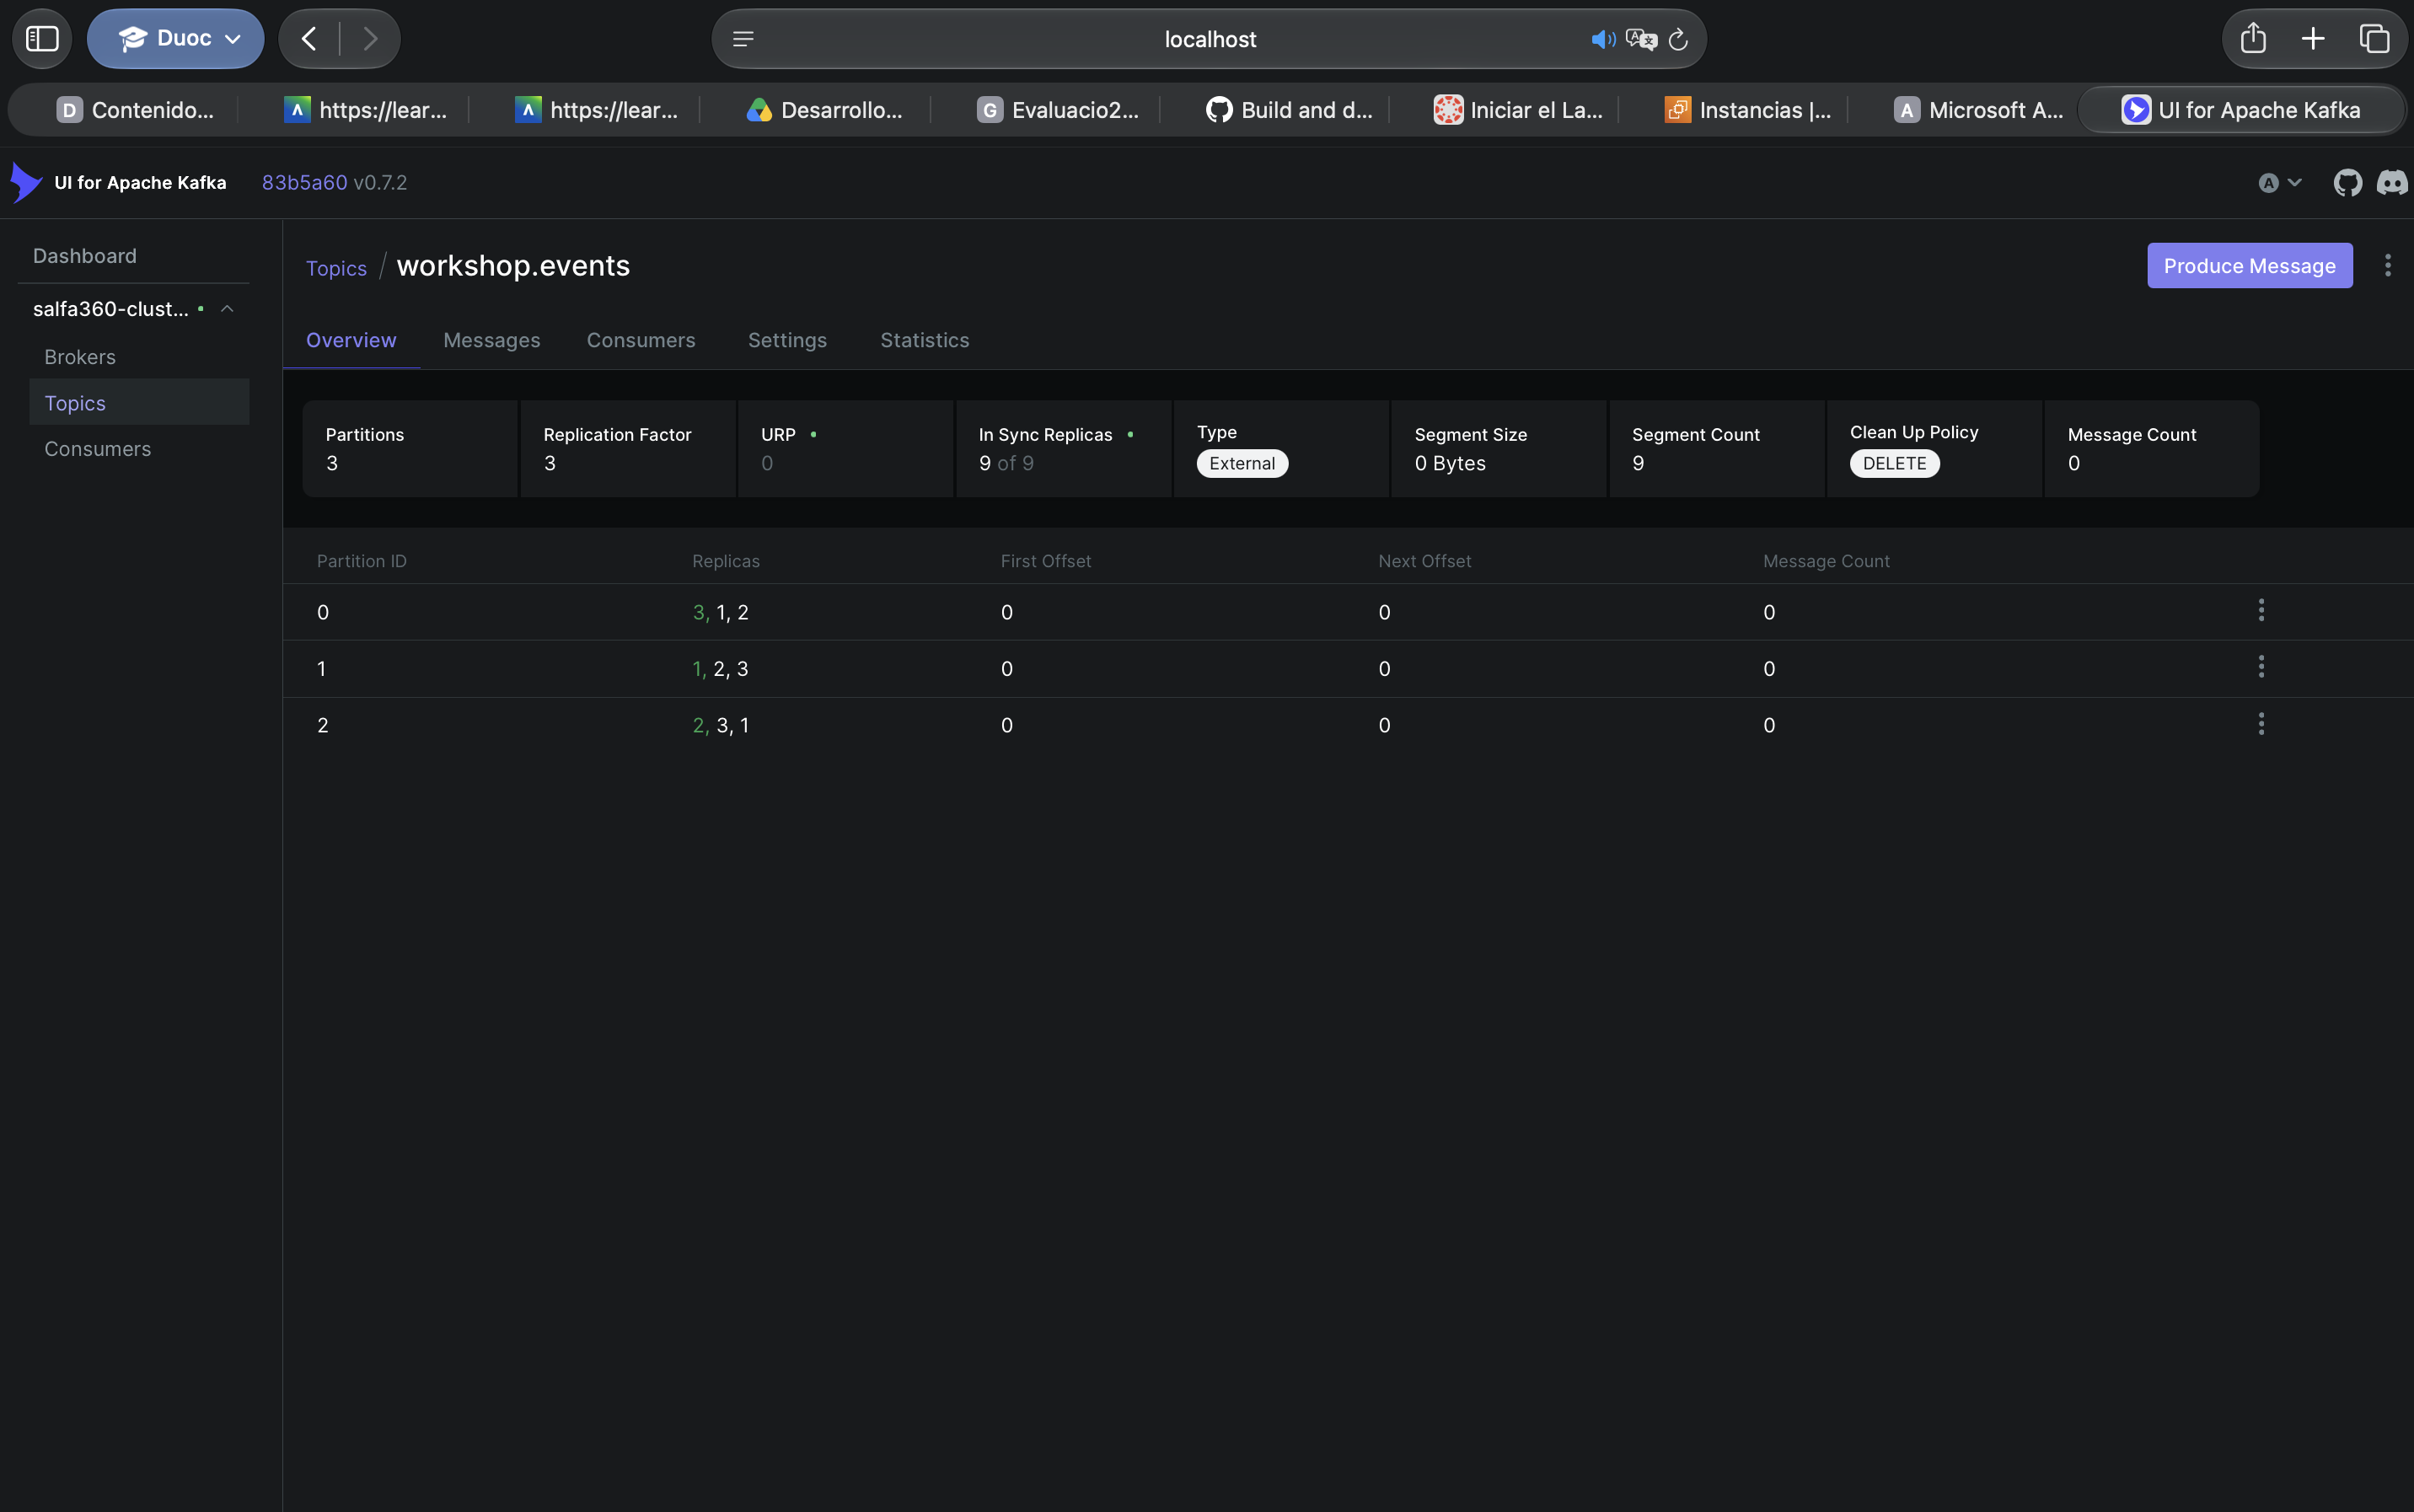 Duoc
localhost
D Contenido...
https://lear...
https://lear...
Desarrollo...
G Evaluacio2...
Build and d...
Iniciar el La...
Instancias |...
A Microsoft A...
UI for Apache Kafka
UI for Apache Kafka 83b5a60 v0.7.2
A
Dashboard
salfa360-clust...
Brokers
Topics
Consumers
Topics / workshop.events
Produce Message
Overview Messages Consumers Settings Statistics
Partitions
3
Replication Factor
3
URP
0
In Sync Replicas
9 of 9
Type
External
Segment Size
0 Bytes
Segment Count
9
Clean Up Policy
DELETE
Message Count
0
Partition ID Replicas First Offset Next Offset Message Count
0 3, 1, 2 0 0 0
1 1, 2, 3 0 0 0
2 2, 3, 1 0 0 0